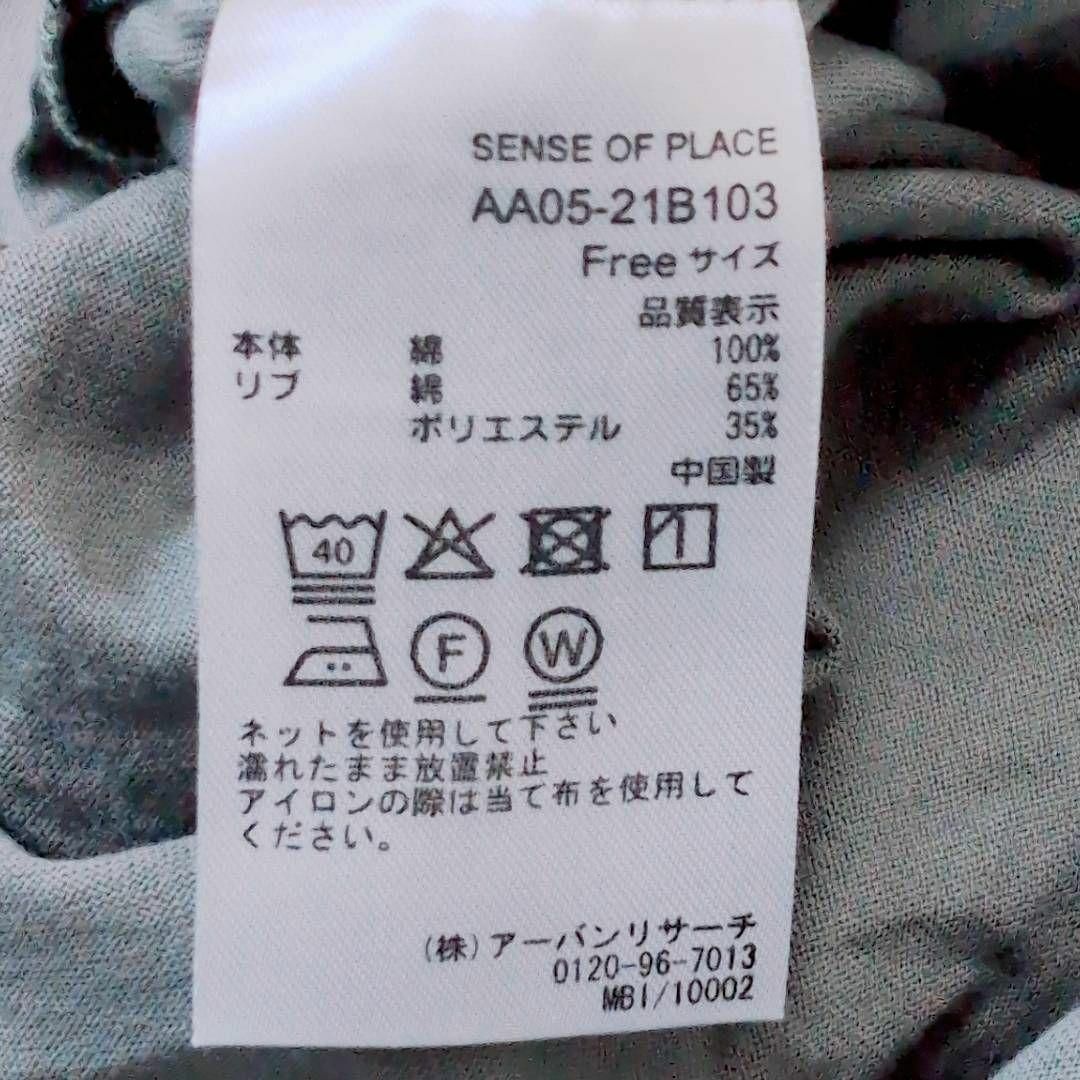 SENSE OF PLACE
AA05-21B103
Free サイズ
品質表示
本体 綿 100%
リブ 綿 65%
ポリエステル 35%
中国製
40
F W
ネットを使用して下さい
濡れたまま放置禁止
アイロンの際は当て布を使用して
ください。
(株)アーバンリサーチ
0120-96-7013
MBI/10002